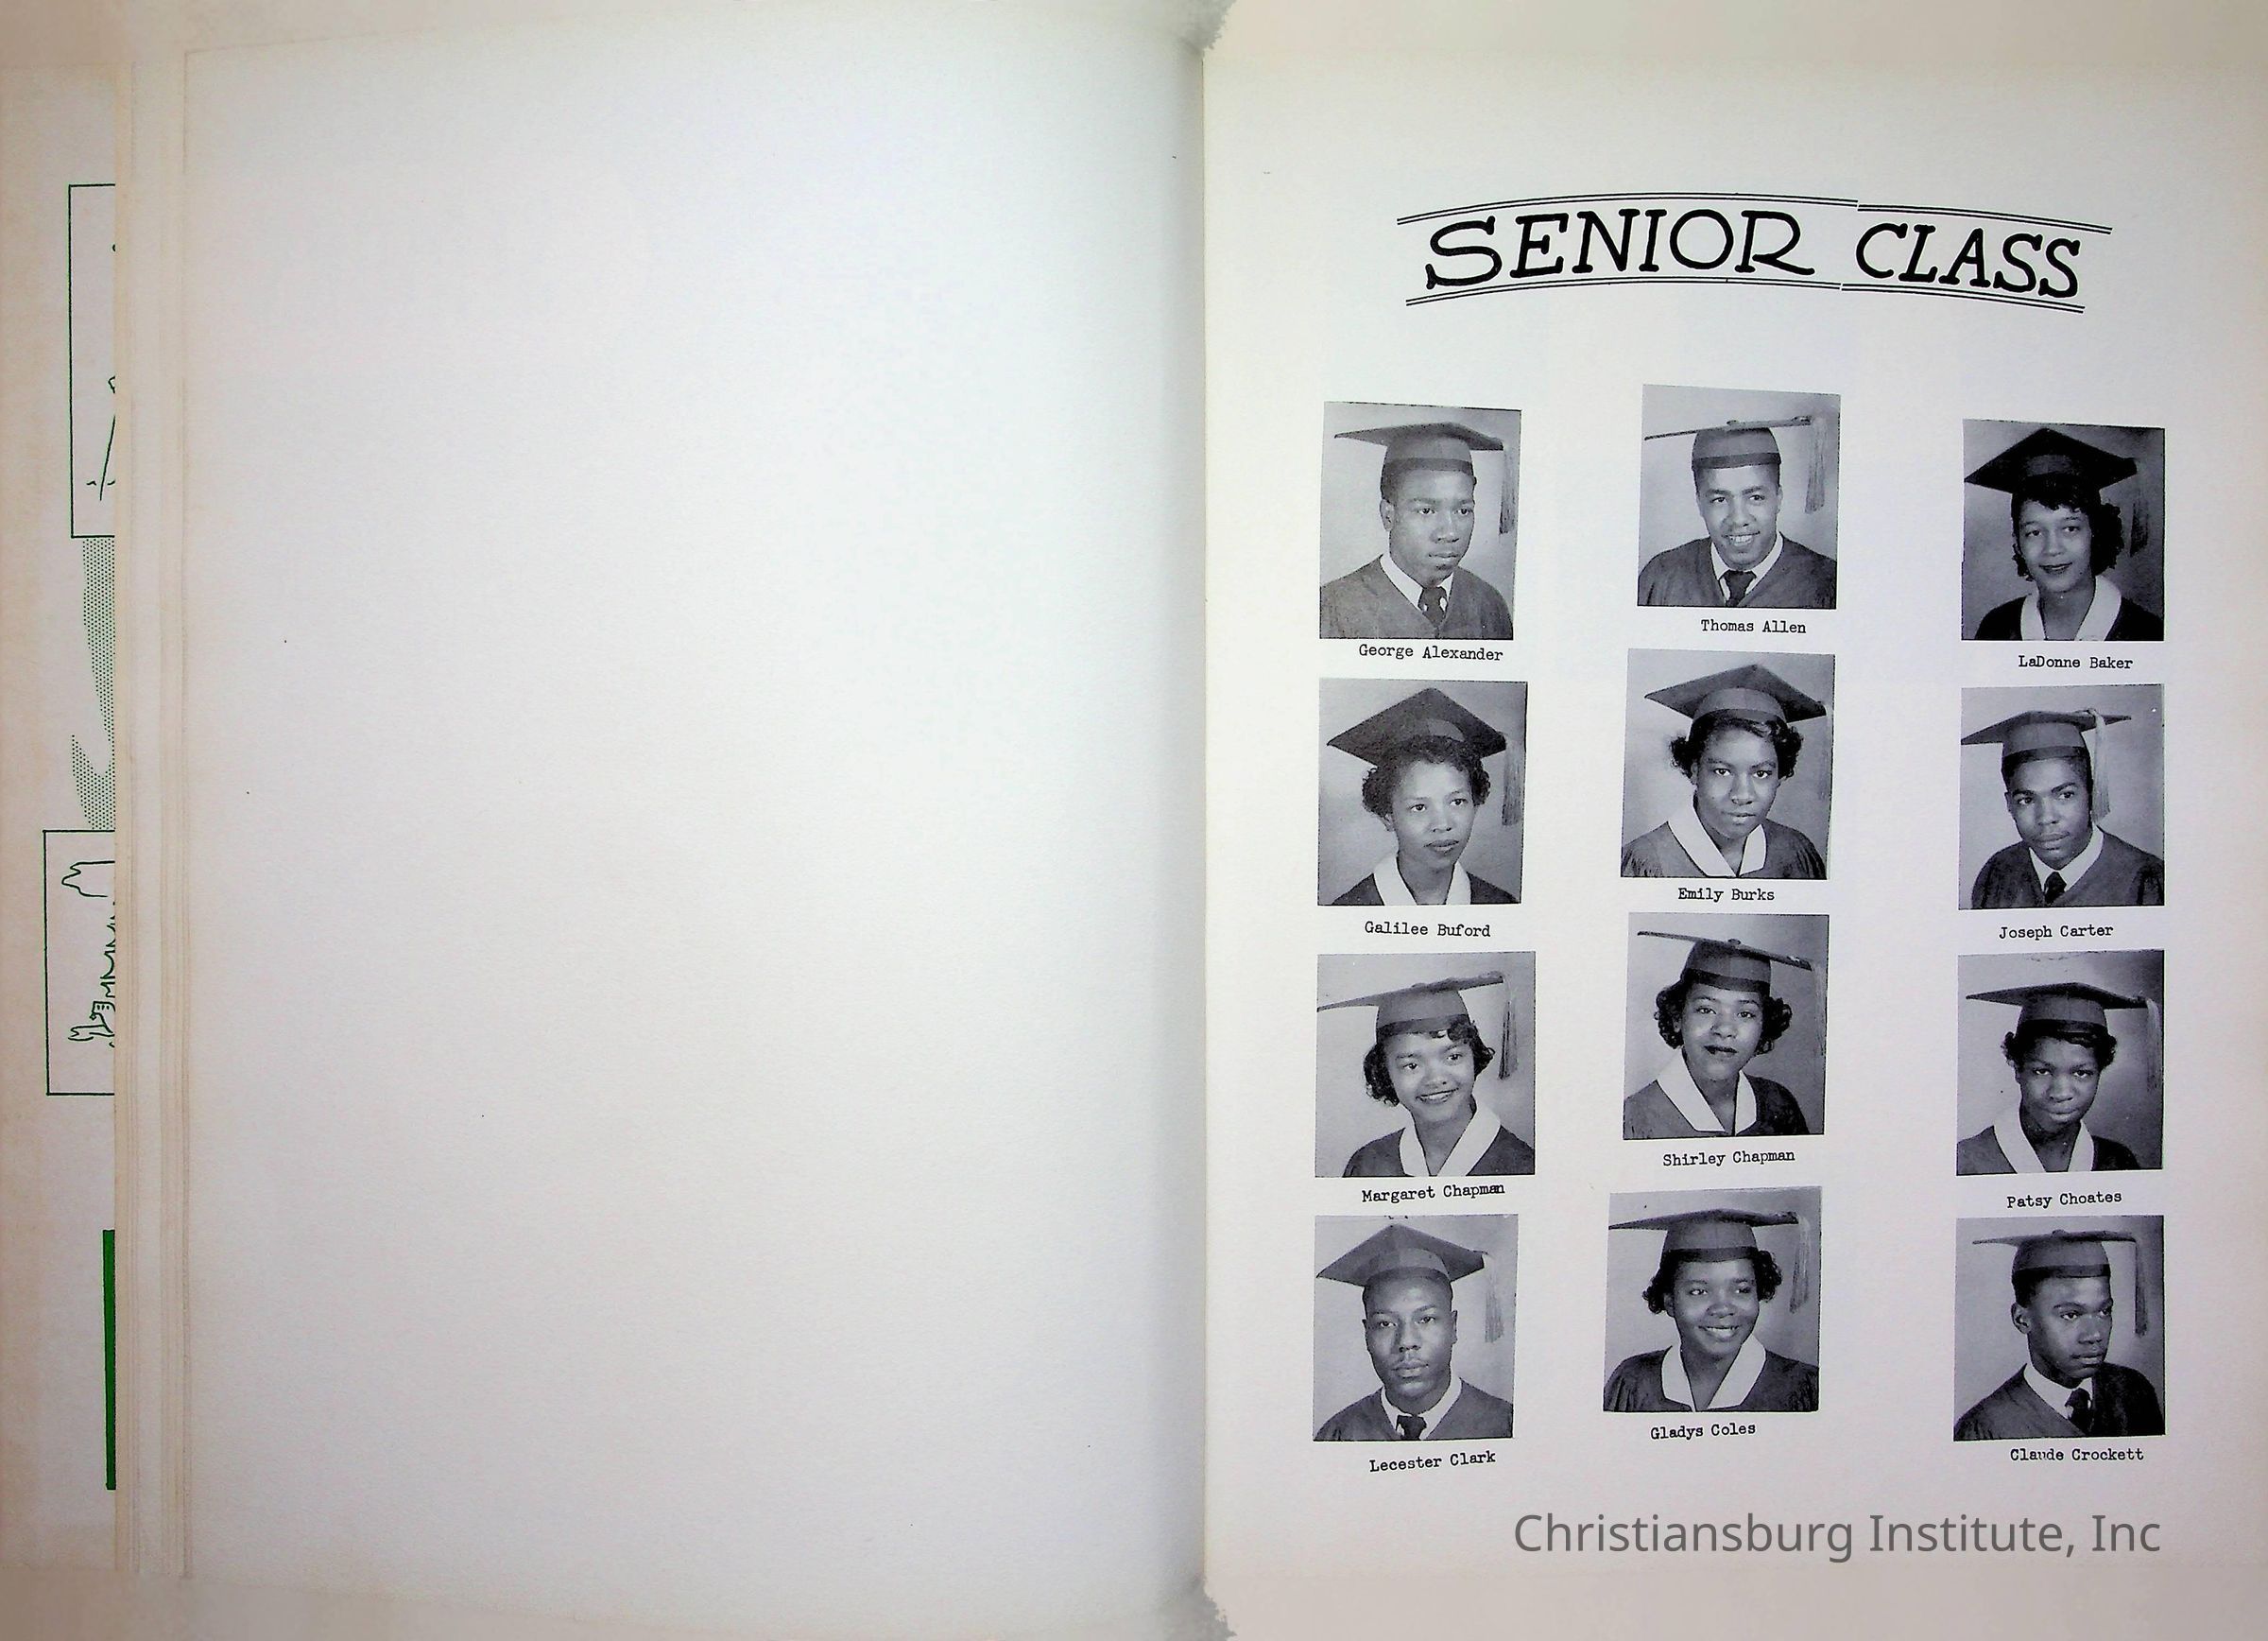 SENIOR CLASS
George Alexander
Thomas Allen
LaDonne Baker
Galilee Buford
Emily Burks
Joseph Carter
Margaret Chapman
Shirley Chapman
Patsy Choates
Lecester Clark
Gladys Coles
Claude Crockett
Christiansburg Institute, Inc